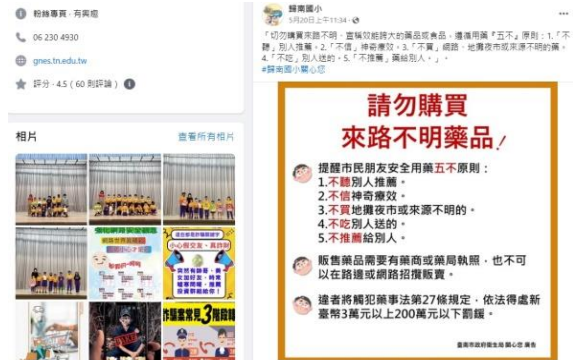 粉絲專頁 · 有興趣
06 230 4930
gnes.tn.edu.tw
評分 · 4.5 ( 60 則評論 )
相片
查看所有相片
小心假交友、真詐財
歸南國小
5月20日上午11:34
「切勿購買來路不明、宣稱效能誇大的藥品或食品，遵循用藥『五不』原則：1.「不
聽」別人推薦。2.「不信」神奇療效。3.「不買」網路、地攤夜市或來源不明的藥。
4.「不吃」別人送的。5.「不推薦」藥給別人。」。
#歸南國小關心您
請勿購買
來路不明藥品!
提醒市民朋友安全用藥五不原則：
1.不聽別人推薦。
2.不信神奇療效。
3.不買地攤夜市或來源不明的。
4.不吃別人送的。
5.不推薦給別人。
販售藥品需要有藥商或藥局執照，也不可
以在路邊或網路招攬販賣。
違者將觸犯藥事法第27條規定，依法得處新
臺幣3萬元以上200萬元以下罰鍰。
臺南市政府衛生局 關心您 廣告